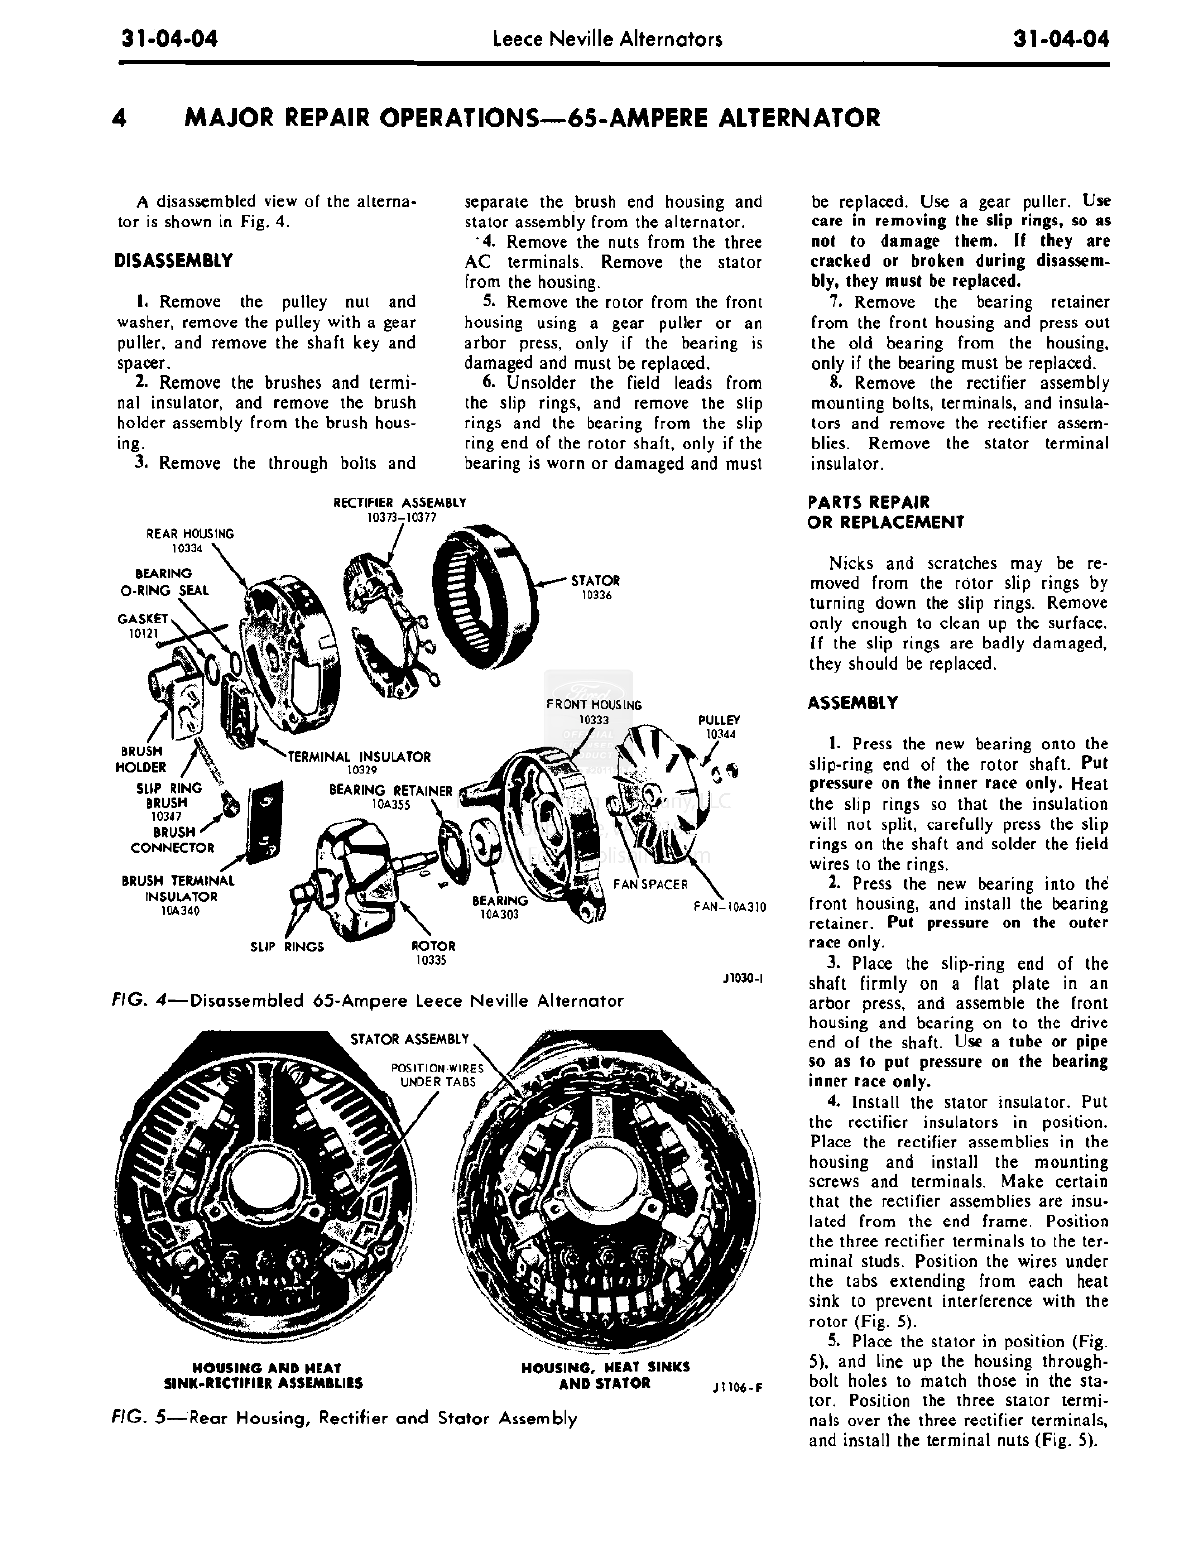 31-04-04
Leece Neville Alternators
31-04-04
4 MAJOR REPAIR OPERATIONS—65-AMPERE ALTERNATOR
A disassembled view of the alterna-
tor is shown in Fig. 4.
DISASSEMBLY
1. Remove the pulley nut and
washer, remove the pulley with a gear
puller, and remove the shaft key and
spacer.
2. Remove the brushes and termi-
nal insulator, and remove the brush
holder assembly from the brush hous-
ing.
3. Remove the through bolts and
separate the brush end housing and
stator assembly from the alternator.
4. Remove the nuts from the three
AC terminals. Remove the stator
from the housing.
5. Remove the rotor from the front
housing using a gear puller or an
arbor press, only if the bearing is
damaged and must be replaced.
6. Unsolder the field leads from
the slip rings, and remove the slip
rings and the bearing from the slip
ring end of the rotor shaft, only if the
bearing is worn or damaged and must
be replaced. Use a gear puller. Use
care in removing the slip rings, so as
not to damage them. If they are
cracked or broken during disassem-
bly, they must be replaced.
7. Remove the bearing retainer
from the front housing and press out
the old bearing from the housing,
only if the bearing must be replaced.
8. Remove the rectifier assembly
mounting bolts, terminals, and insula-
tors and remove the rectifier assem-
blies. Remove the stator terminal
insulator.
PARTS REPAIR
OR REPLACEMENT
Nicks and scratches may be re-
moved from the rotor slip rings by
turning down the slip rings. Remove
only enough to clean up the surface.
If the slip rings are badly damaged,
they should be replaced.
ASSEMBLY
1. Press the new bearing onto the
slip-ring end of the rotor shaft. Put
pressure on the inner race only. Heat
the slip rings so that the insulation
will not split, carefully press the slip
rings on the shaft and solder the field
wires to the rings.
2. Press the new bearing into the
front housing, and install the bearing
retainer. Put pressure on the outer
race only.
3. Place the slip-ring end of the
shaft firmly on a flat plate in an
arbor press, and assemble the front
housing and bearing on to the drive
end of the shaft. Use a tube or pipe
so as to put pressure on the bearing
inner race only.
4. Install the stator insulator. Put
the rectifier insulators in position.
Place the rectifier assemblies in the
housing and install the mounting
screws and terminals. Make certain
that the rectifier assemblies are insu-
lated from the end frame. Position
the three rectifier terminals to the ter-
minal studs. Position the wires under
the tabs extending from each heat
sink to prevent interference with the
rotor (Fig. 5).
5. Place the stator in position (Fig.
5), and line up the housing through-
bolt holes to match those in the sta-
tor. Position the three stator termi-
nals over the three rectifier terminals,
and install the terminal nuts (Fig. 5).
RECTIFIER ASSEMBLY
10373-10377
REAR HOUSING
10334
BEARING
O-RING SEAL
GASKET
10121
STATOR
10336
FRONT HOUSING
10333
PULLEY
10344
BRUSH
HOLDER
TERMINAL INSULATOR
10329
SLIP RING
BRUSH
10347
BEARING RETAINER
10A355
BRUSH
CONNECTOR
BRUSH TERMINAL
INSULATOR
10A340
FAN SPACER
BEARING
10A303
FAN-10A310
SLIP RINGS
ROTOR
10335
J1030-I
FIG. 4—Disassembled 65-Ampere Leece Neville Alternator
STATOR ASSEMBLY
POSITION WIRES
UNDER TABS
HOUSING AND HEAT
SINK-RECTIFIER ASSEMBLIES
HOUSING, HEAT SINKS
AND STATOR
J1106-F
FIG. 5—Rear Housing, Rectifier and Stator Assembly